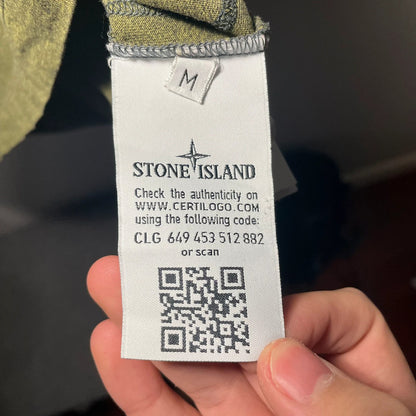 M
STONE ISLAND
Check the authenticity on
WWW.CERTILOGO.COM
using the following code:
CLG 649 453 512 882
or scan